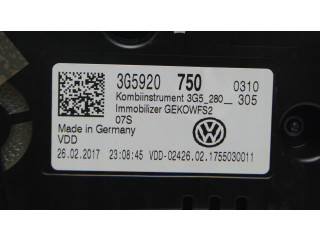 3G5920 750 0310
Kombiinstrument 3G5_280__ 305
Immobilizer GEKOWFS2
07S
Made in Germany
VDD
26.02.2017 23:08:45 VDD-02426.02.1755030011